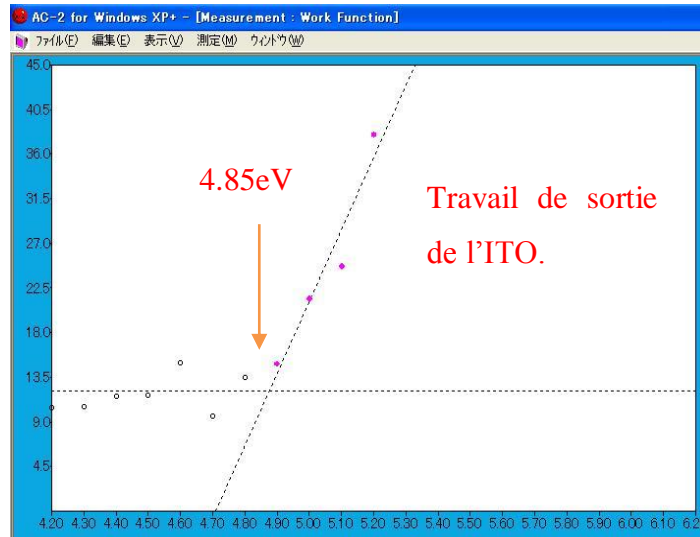 AC-2 for Windows XP+ - [Measurement : Work Function]
ファイル(F) 編集(E) 表示(V) 測定(M) ウィンドウ(W)
45.0
40.5
36.0
31.5
27.0
22.5
18.0
13.5
9.0
4.5
4.85eV
Travail de sortie
de l'ITO.
4.20 4.30 4.40 4.50 4.60 4.70 4.80 4.90 5.00 5.10 5.20 5.30 5.40 5.50 5.60 5.70 5.80 5.90 6.00 6.10 6.2